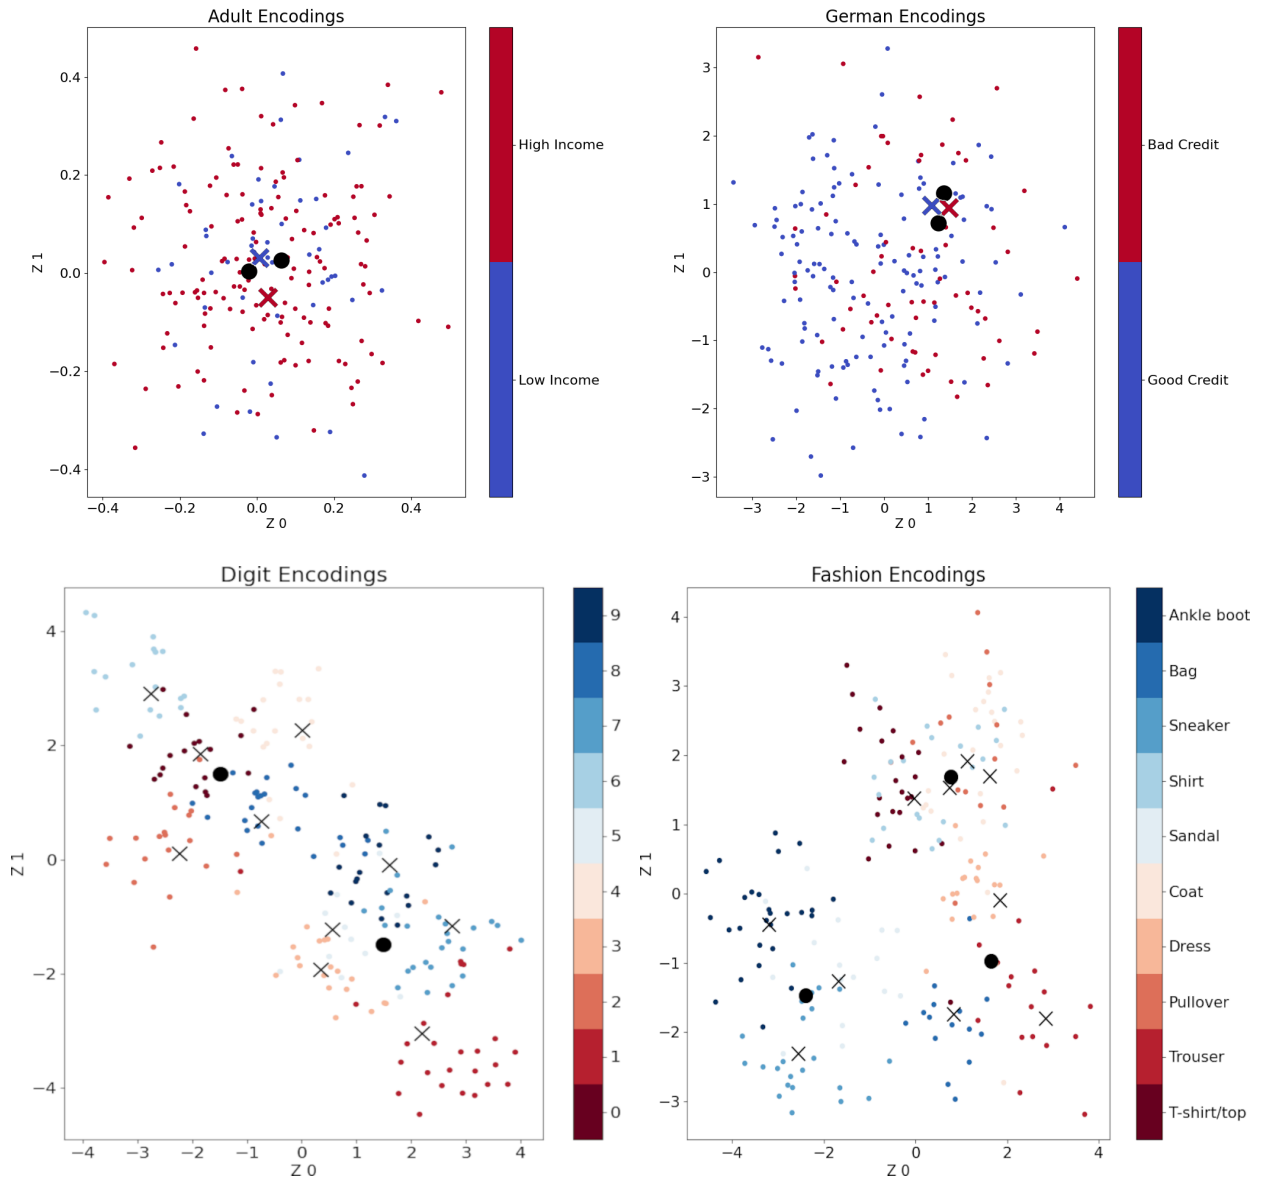 Adult Encodings
0.4
0.2
0.0
−0.2
−0.4
Z 1
−0.4 −0.2 0.0 0.2 0.4
Z 0
High Income
Low Income
German Encodings
3
2
1
0
−1
−2
−3
Z 1
−3 −2 −1 0 1 2 3 4
Z 0
Bad Credit
Good Credit
Digit Encodings
4
2
0
−2
−4
Z 1
−4 −3 −2 −1 0 1 2 3 4
Z 0
9
8
7
6
5
4
3
2
1
0
Fashion Encodings
4
3
2
1
0
−1
−2
−3
Z 1
−4 −2 0 2 4
Z 0
Ankle boot
Bag
Sneaker
Shirt
Sandal
Coat
Dress
Pullover
Trouser
T-shirt/top